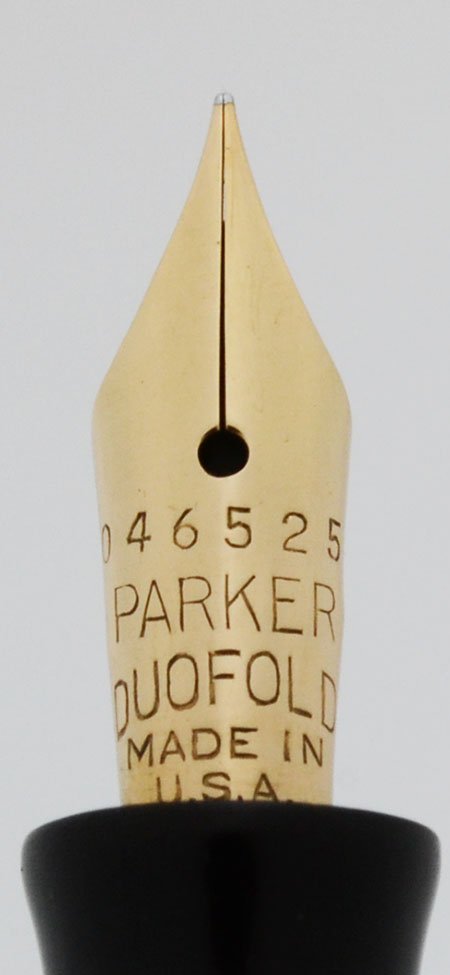 046525
PARKER
DUOFOLD
MADE IN
U.S.A.